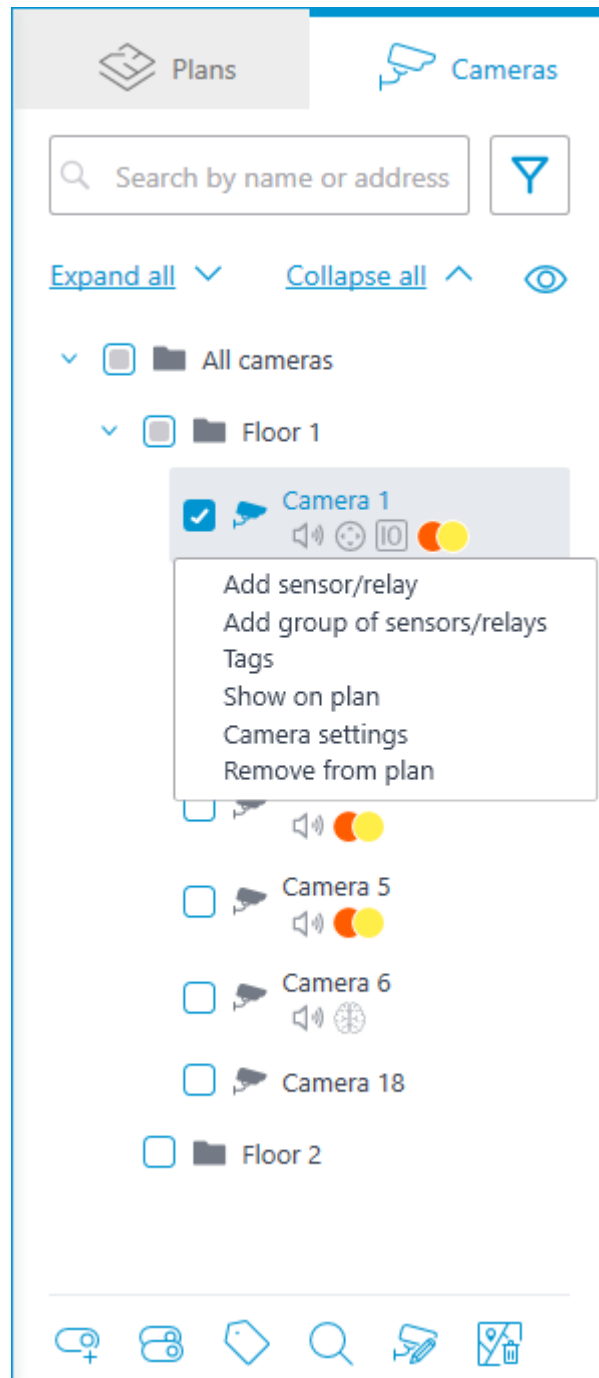 Plans
Cameras
Search by name or address
Expand all
Collapse all
All cameras
Floor 1
Camera 1
IO
Add sensor/relay
Add group of sensors/relays
Tags
Show on plan
Camera settings
Remove from plan
Camera 5
Camera 6
Camera 18
Floor 2